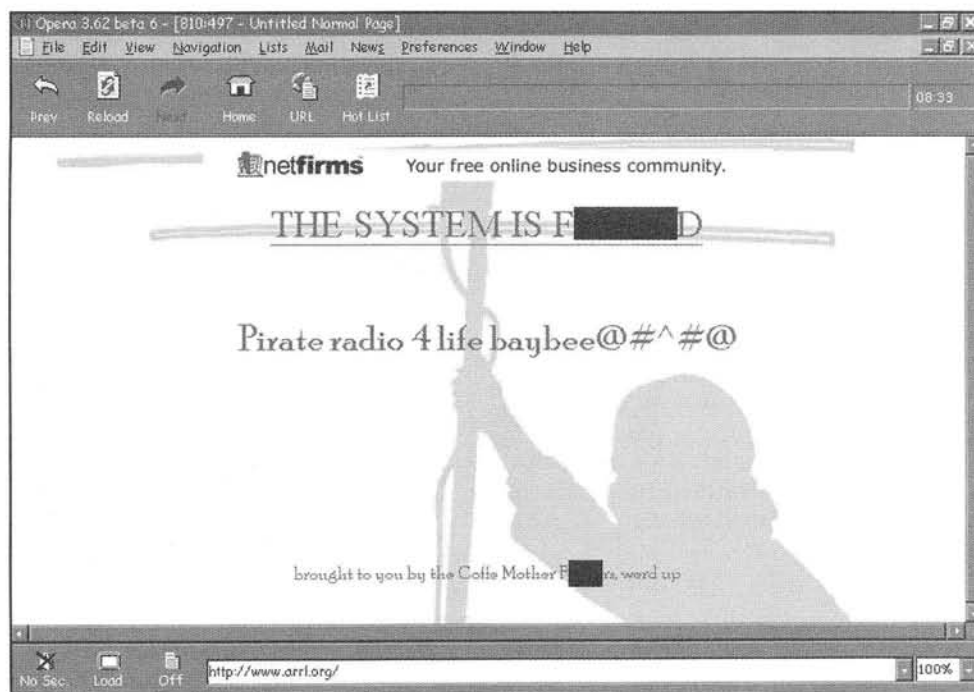 Opera 3.62 beta 6 - [810:497 - Untitled Normal Page]
File Edit View Navigation Lists Mail News Preferences Window Help
Prev Reload Next Home URL Hot List 08:33
netfirms Your free online business community.
THE SYSTEM IS F D
Pirate radio 4 life baybee@#^#@
brought to you by the Coffe Mother F rs, werd up
No Sec. Load Off http://www.arrl.org/ 100%